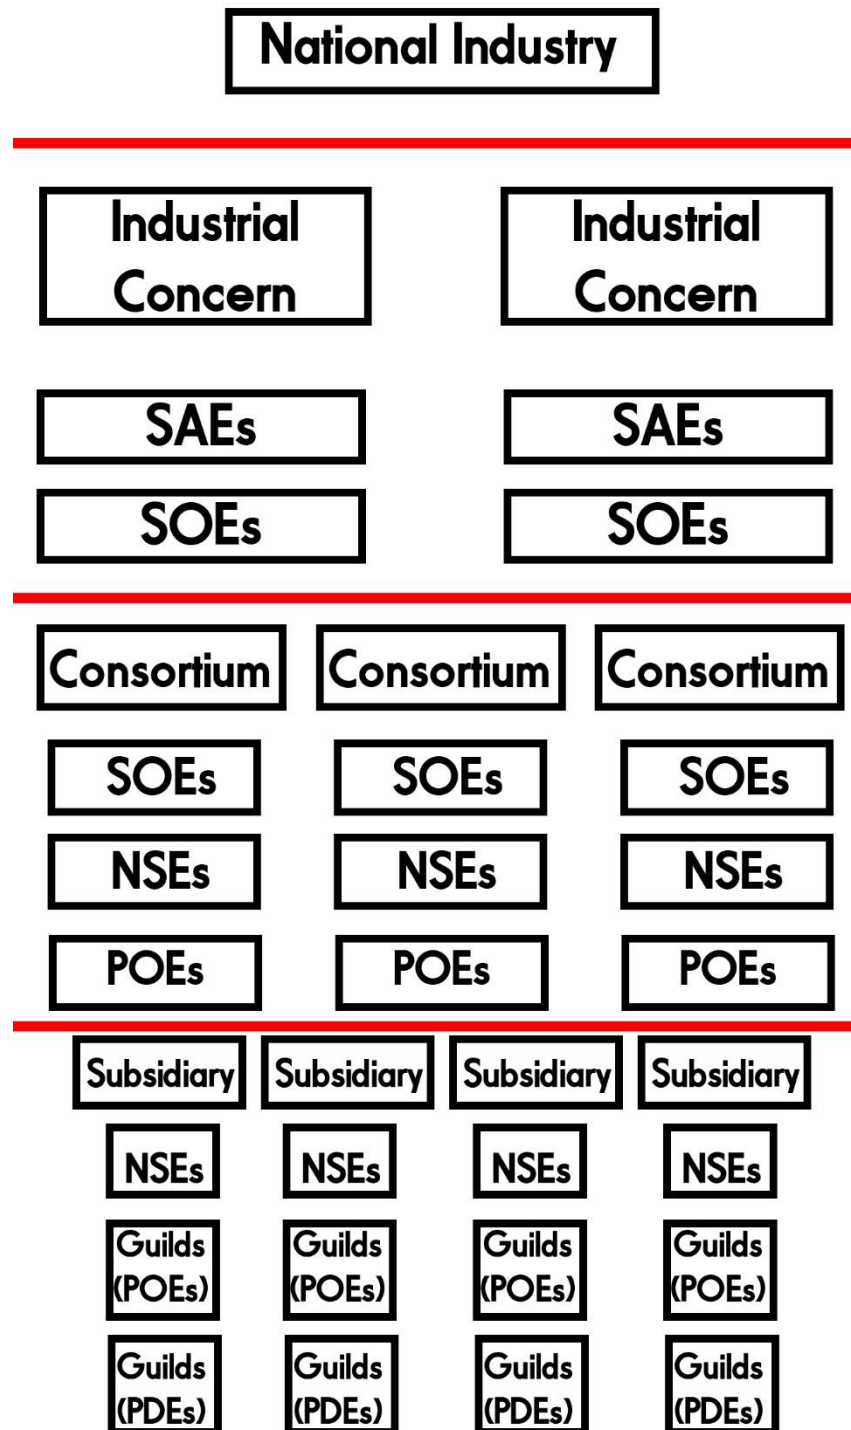 National Industry
Industrial Industrial
Concern Concern
SAEs SAEs
SOEs SOEs
Consortium Consortium Consortium
SOEs SOEs SOEs
NSEs NSEs NSEs
POEs POEs POEs
Subsidiary Subsidiary Subsidiary Subsidiary
NSEs NSEs NSEs NSEs
Guilds Guilds Guilds Guilds
(POEs) (POEs) (POEs) (POEs)
Guilds Guilds Guilds Guilds
(PDEs) (PDEs) (PDEs) (PDEs)